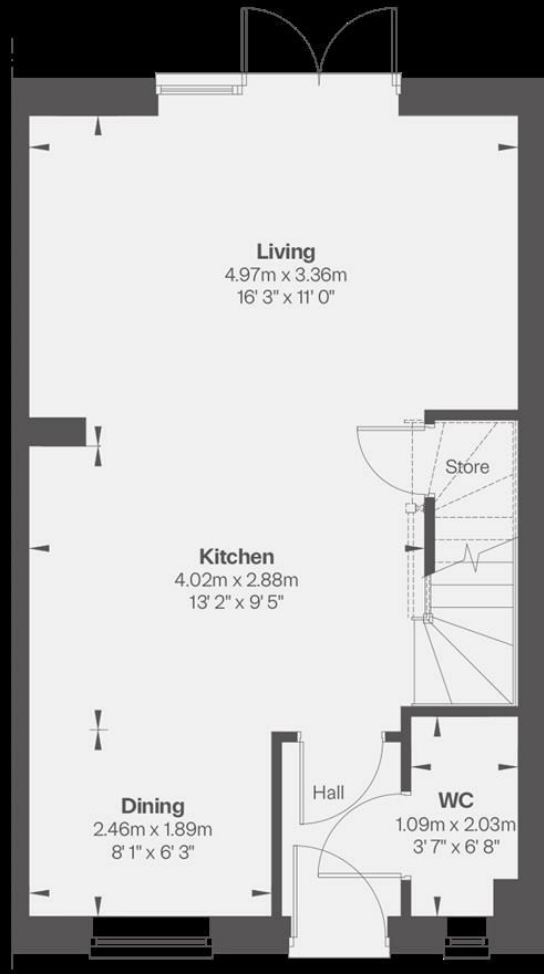 Living
4.97m x 3.36m
16' 3" x 11' 0"
Store
Kitchen
4.02m x 2.88m
13' 2" x 9' 5"
Hall
Dining
2.46m x 1.89m
8' 1" x 6' 3"
WC
1.09m x 2.03m
3' 7" x 6' 8"